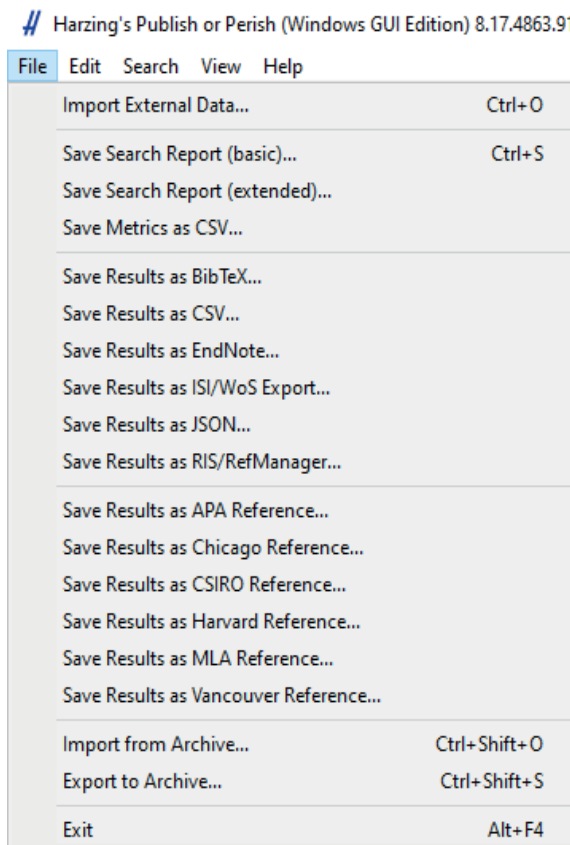 Harzing's Publish or Perish (Windows GUI Edition) 8.17.4863.91
File Edit Search View Help
Import External Data... Ctrl+O
Save Search Report (basic)... Ctrl+S
Save Search Report (extended)...
Save Metrics as CSV...
Save Results as BibTeX...
Save Results as CSV...
Save Results as EndNote...
Save Results as ISI/WoS Export...
Save Results as JSON...
Save Results as RIS/RefManager...
Save Results as APA Reference...
Save Results as Chicago Reference...
Save Results as CSIRO Reference...
Save Results as Harvard Reference...
Save Results as MLA Reference...
Save Results as Vancouver Reference...
Import from Archive... Ctrl+Shift+O
Export to Archive... Ctrl+Shift+S
Exit Alt+F4